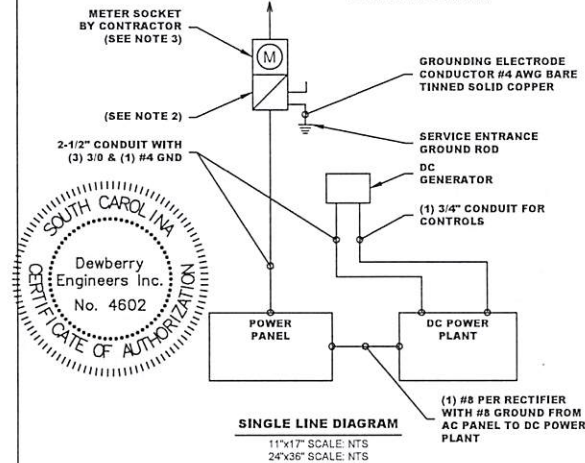 METER SOCKET
BY CONTRACTOR
(SEE NOTE 3)
M
(SEE NOTE 2)
GROUNDING ELECTRODE
CONDUCTOR #4 AWG BARE
TINNED SOLID COPPER
SERVICE ENTRANCE
GROUND ROD
2-1/2" CONDUIT WITH
(3) 3/0 & (1) #4 GND
DC
GENERATOR
(1) 3/4" CONDUIT FOR
CONTROLS
SOUTH CAROLINA
Dewberry
Engineers Inc.
No. 4602
CERTIFICATE OF AUTHORIZATION
POWER
PANEL
DC POWER
PLANT
(1) #8 PER RECTIFIER
WITH #8 GROUND FROM
AC PANEL TO DC POWER
PLANT
SINGLE LINE DIAGRAM
11"x17" SCALE: NTS
24"x36" SCALE: NTS